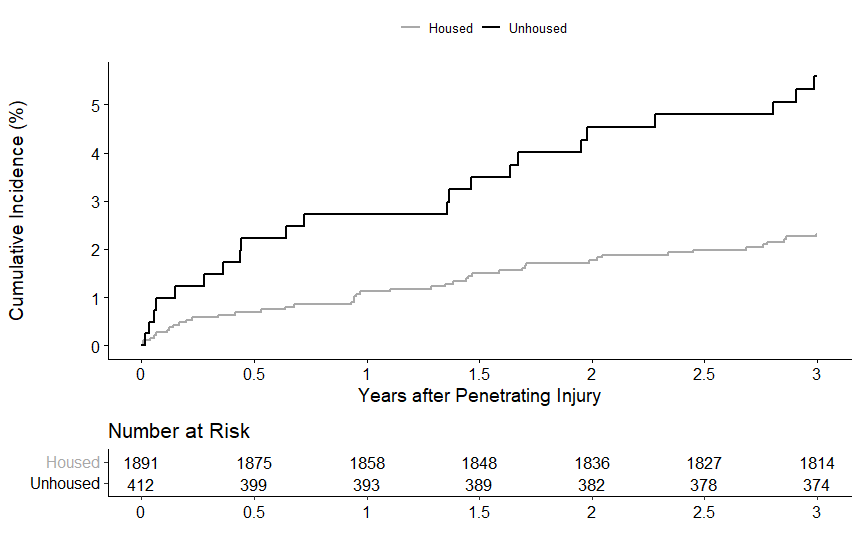 Housed Unhoused
Cumulative Incidence (%)
5
4
3
2
1
0
0 0.5 1 1.5 2 2.5 3
Years after Penetrating Injury
Number at Risk
Housed 1891 1875 1858 1848 1836 1827 1814
Unhoused 412 399 393 389 382 378 374
0 0.5 1 1.5 2 2.5 3